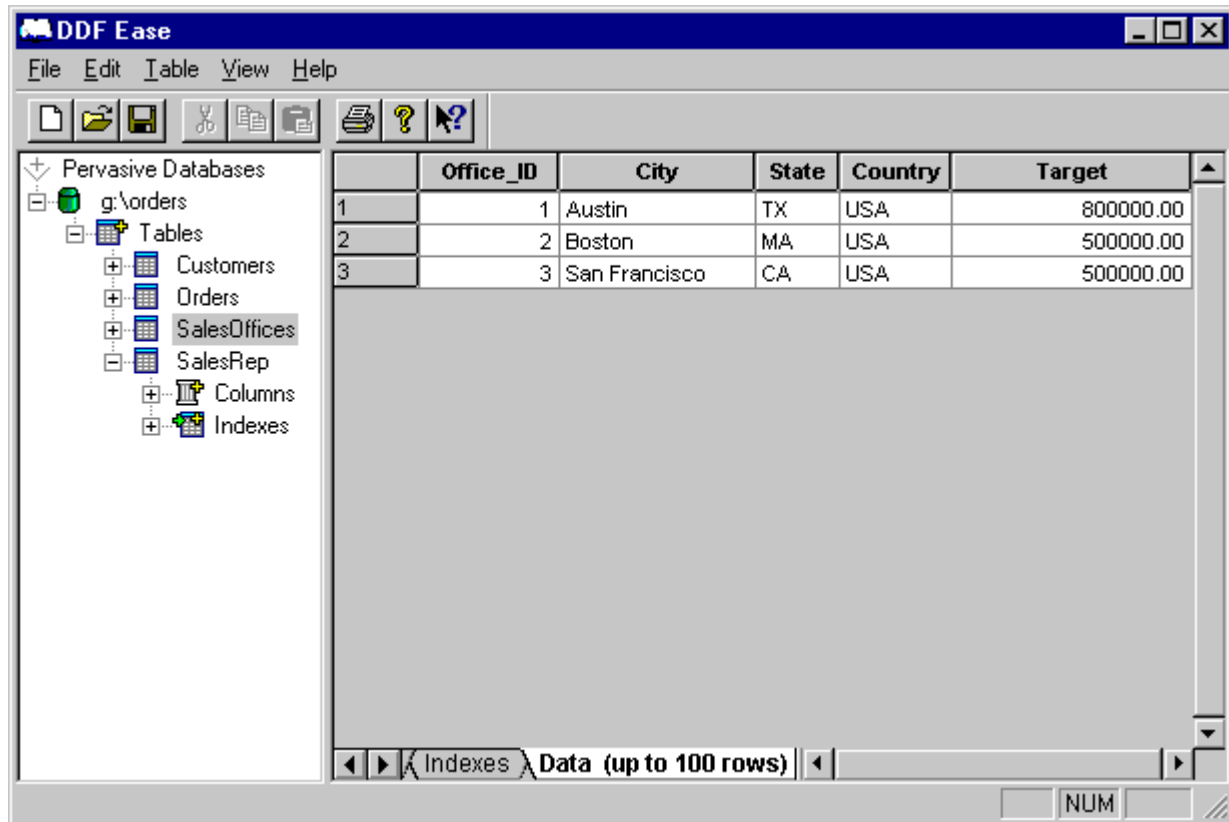 DDF Ease
File Edit Table View Help
Pervasive Databases
g:\orders
Tables
Customers
Orders
SalesOffices
SalesRep
Columns
Indexes
Office_ID City State Country Target
1 1 Austin TX USA 800000.00
2 2 Boston MA USA 500000.00
3 3 San Francisco CA USA 500000.00
Indexes Data (up to 100 rows)
NUM